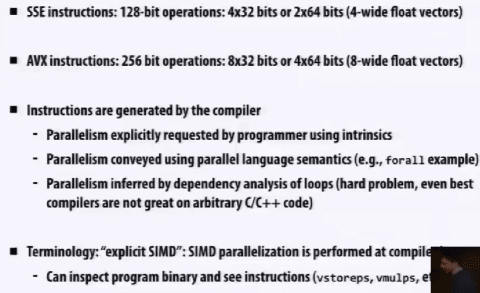 ▪ SSE instructions: 128-bit operations: 4x32 bits or 2x64 bits (4-wide float vectors)
▪ AVX instructions: 256 bit operations: 8x32 bits or 4x64 bits (8-wide float vectors)
▪ Instructions are generated by the compiler
- Parallelism explicitly requested by programmer using intrinsics
- Parallelism conveyed using parallel language semantics (e.g., forall example)
- Parallelism inferred by dependency analysis of loops (hard problem, even best
compilers are not great on arbitrary C/C++ code)
▪ Terminology: “explicit SIMD”: SIMD parallelization is performed at compile
- Can inspect program binary and see instructions (vstoreps, vmulps,